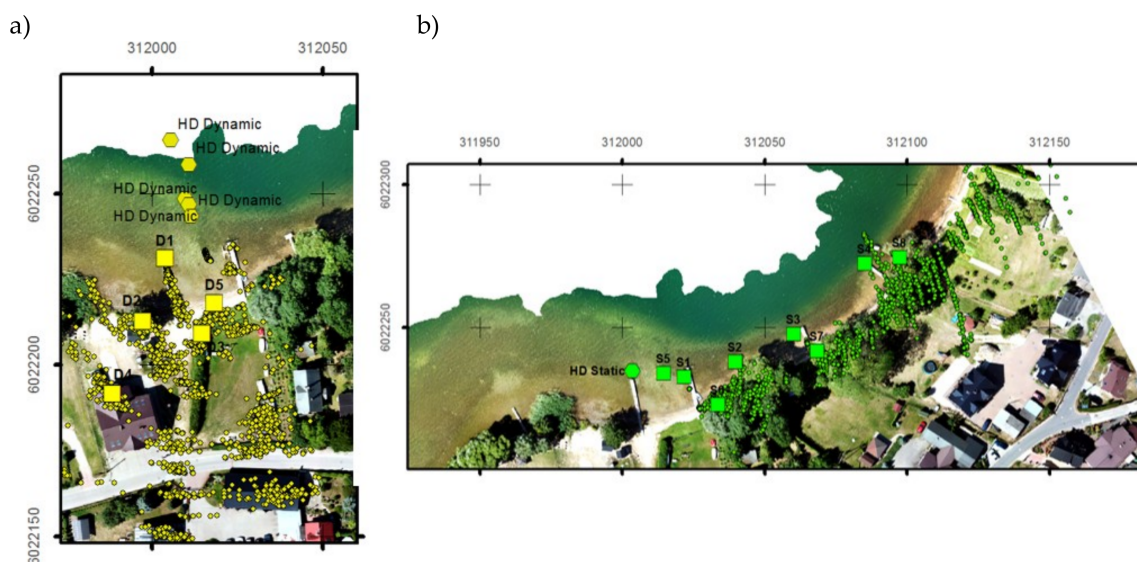 a)
b)
312000
312050
6022250
6022200
6022150
HD Dynamic
HD Dynamic
HD Dynamic
HD Dynamic
HD Dynamic
D1
D5
D2
D3
D4
311950
312000
312050
312100
312150
6022300
6022250
S4
S8
S3
S7
S2
HD Static
S5
S1
S6